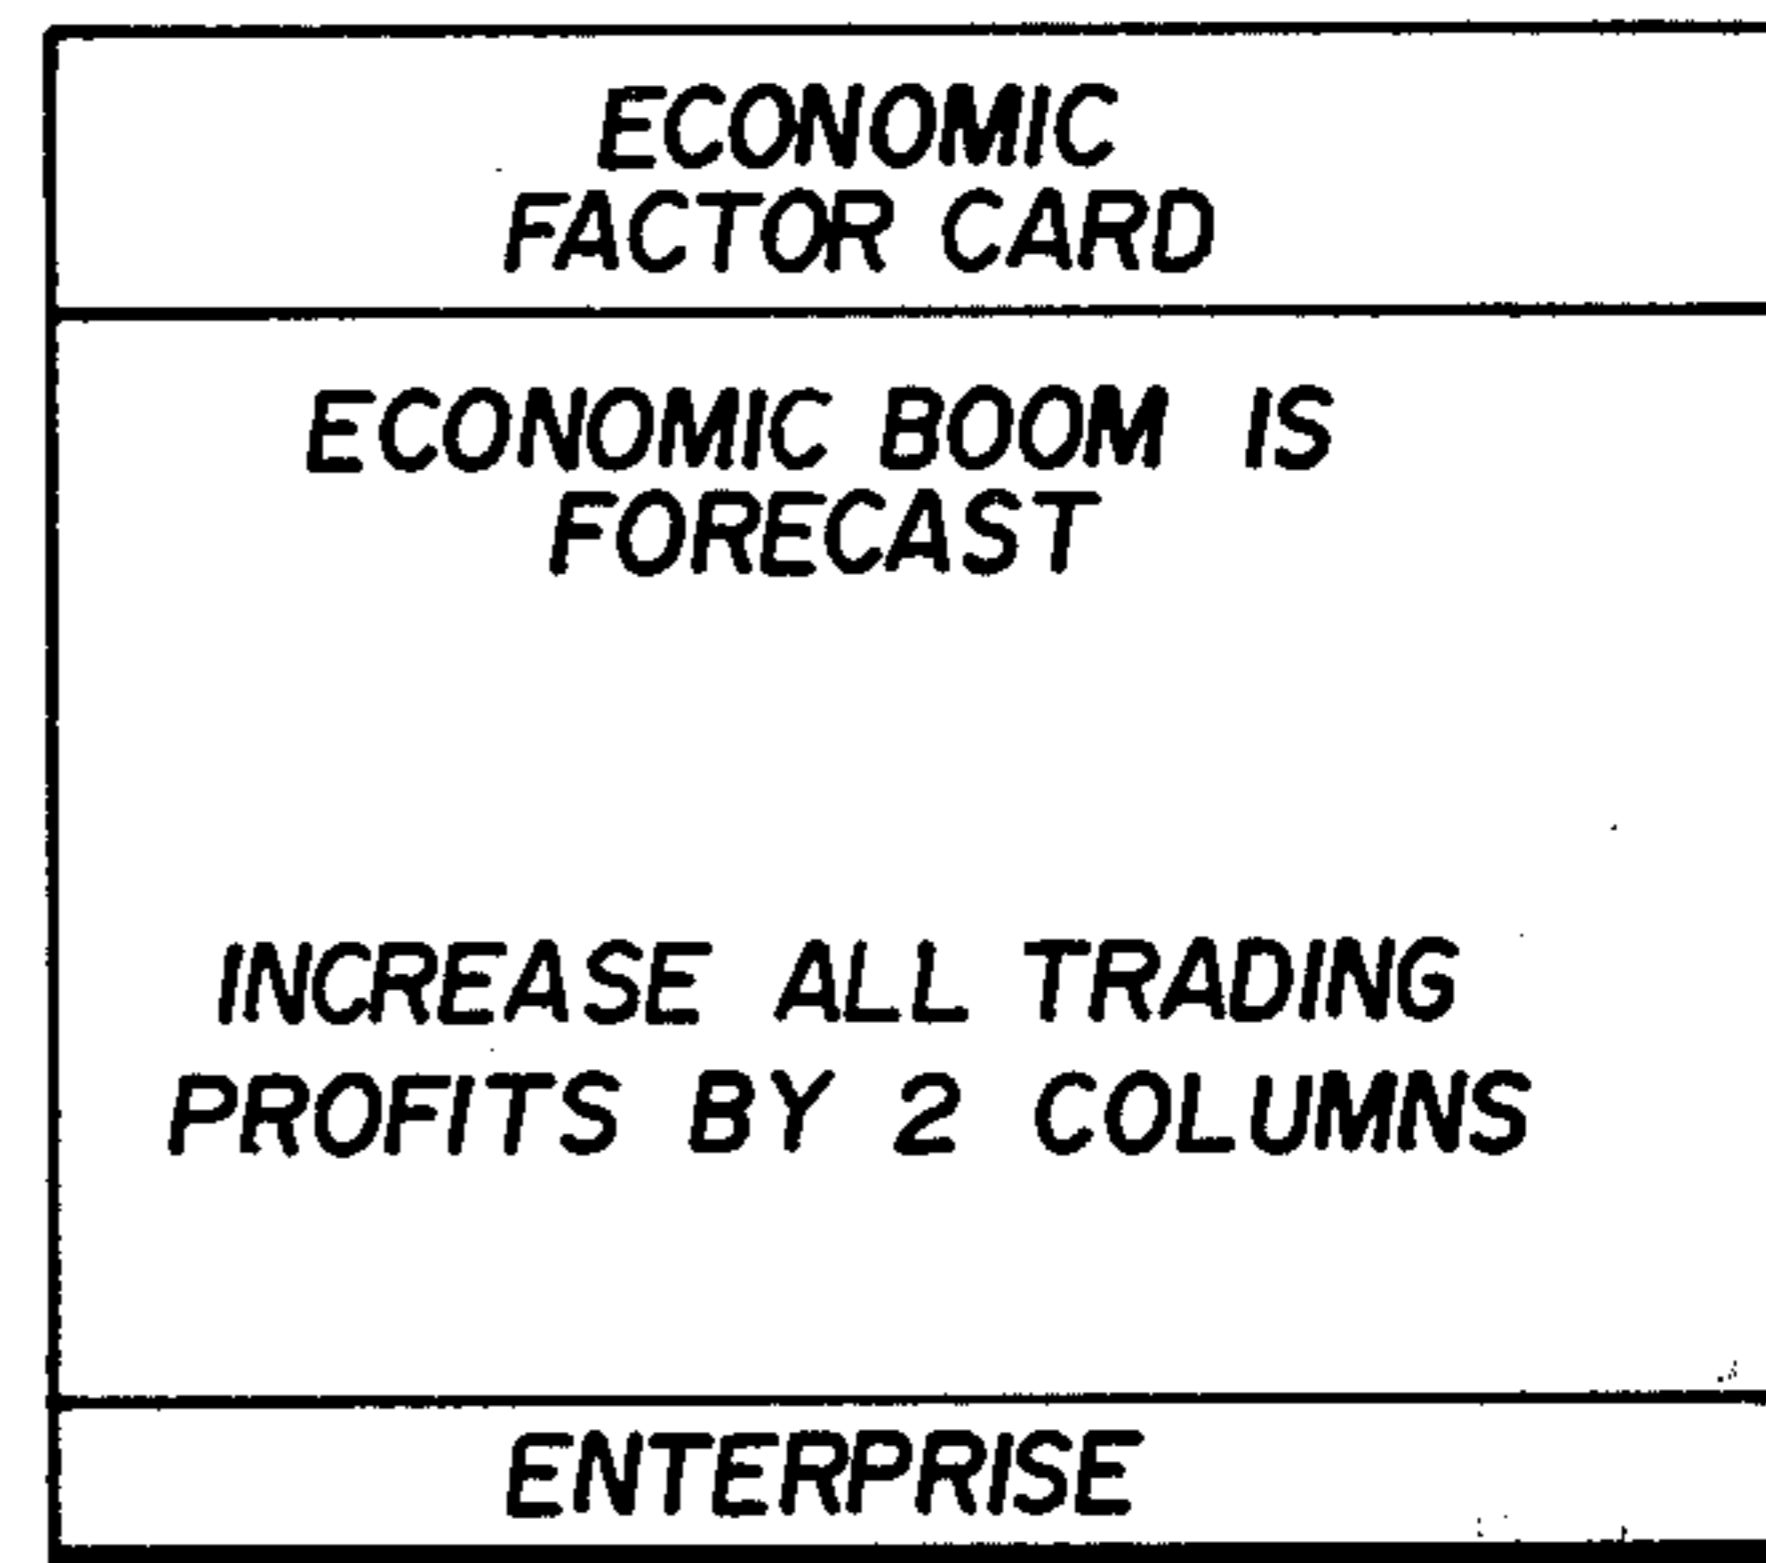 ECONOMIC
FACTOR CARD
ECONOMIC BOOM IS
FORECAST
INCREASE ALL TRADING
PROFITS BY 2 COLUMNS
ENTERPRISE